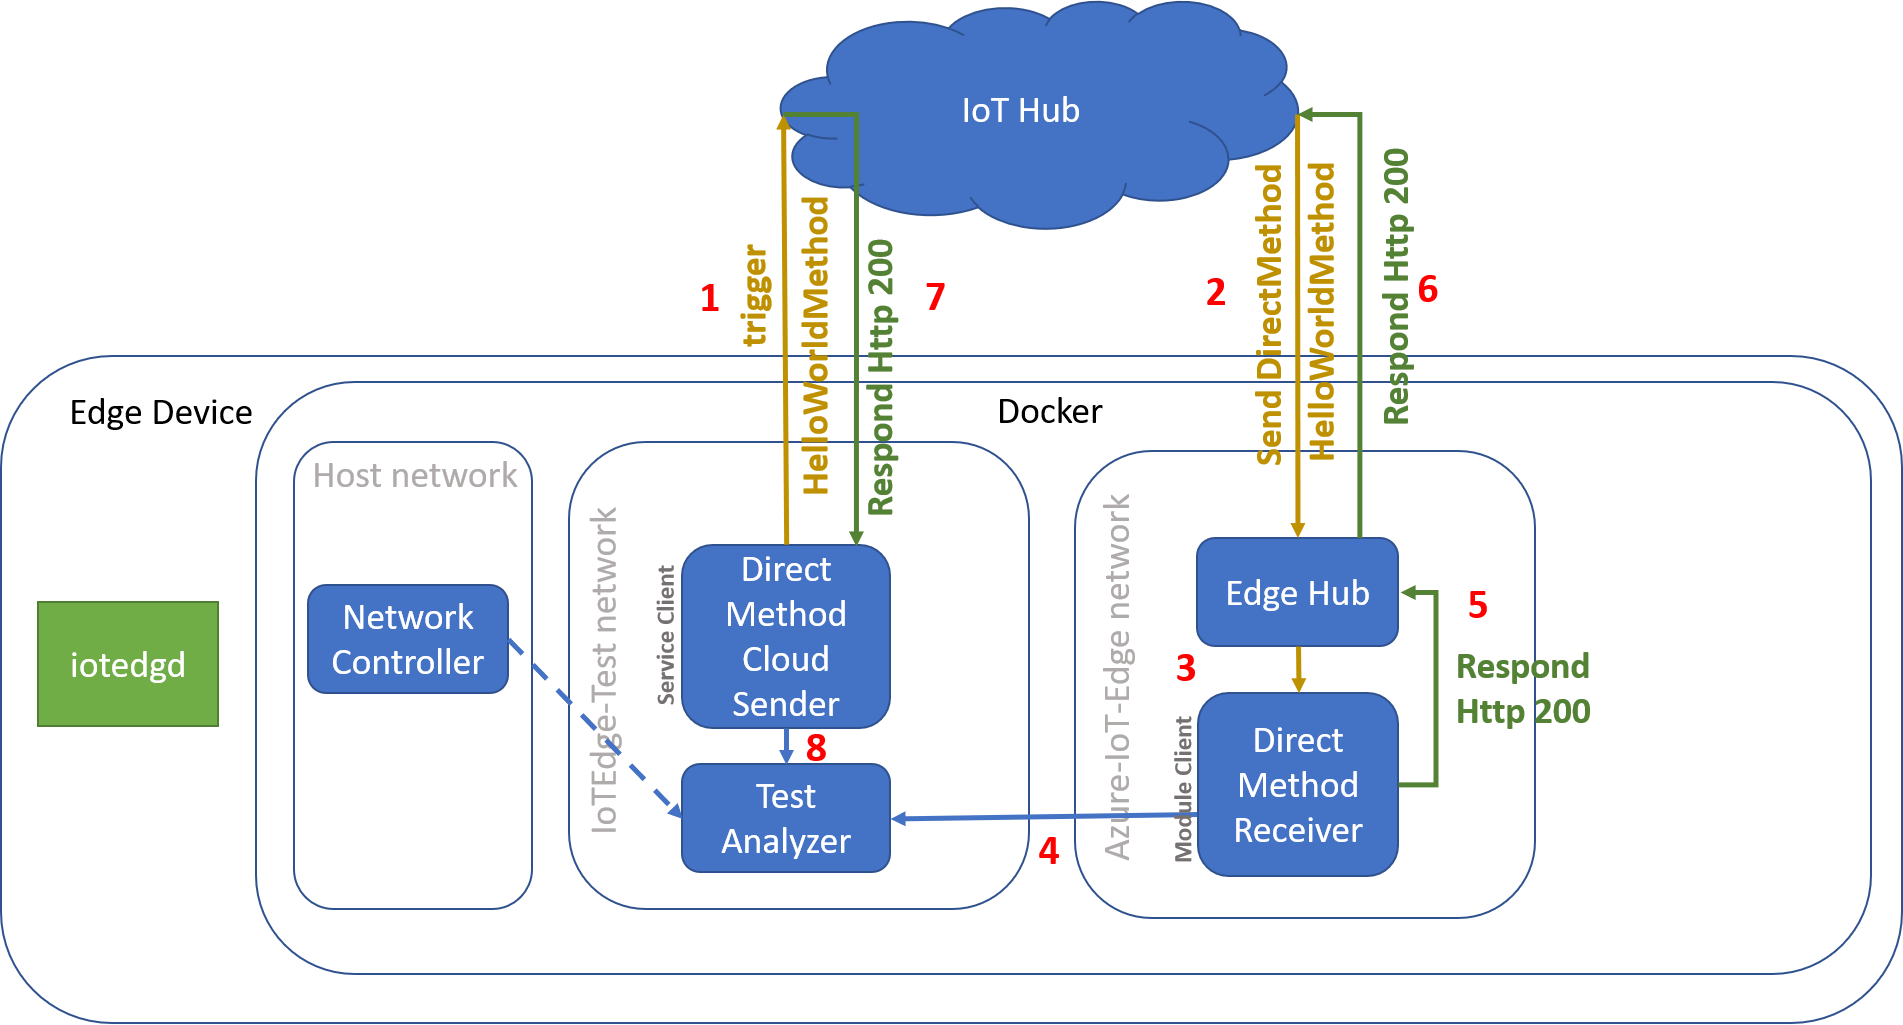 IoT Hub
1
trigger
HelloWorldMethod
Respond Http 200
7
2
Send DirectMethod
HelloWorldMethod
Respond Http 200
6
Edge Device
Docker
Host network
IoTEdge-Test network
Azure-IoT-Edge network
iotedgd
Network
Controller
Service Client
Direct
Method
Cloud
Sender
8
Test
Analyzer
Edge Hub
3
5
Respond
Http 200
Module Client
Direct
Method
Receiver
4